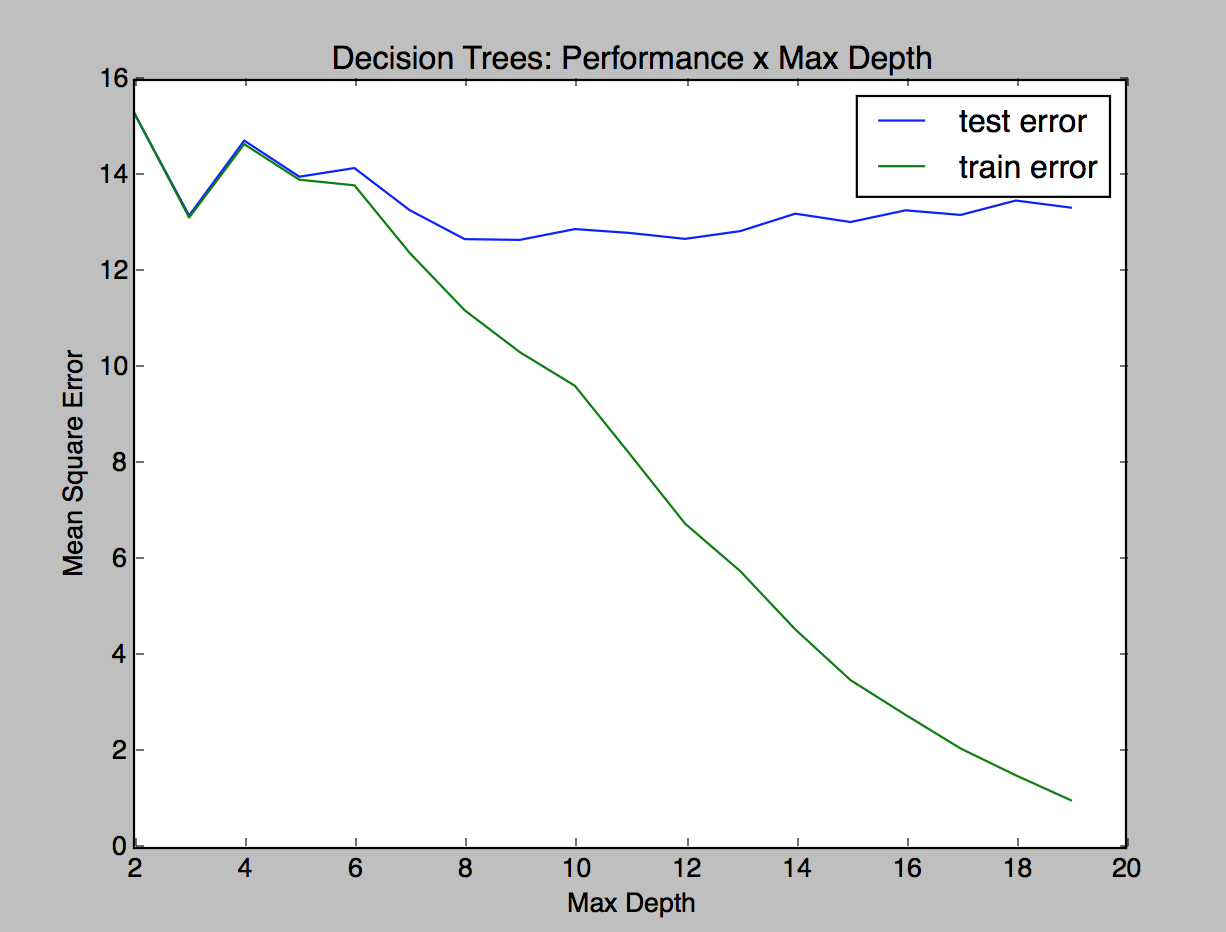 Decision Trees: Performance x Max Depth
test error
train error
Mean Square Error
16
14
12
10
8
6
4
2
0
2 4 6 8 10 12 14 16 18 20
Max Depth